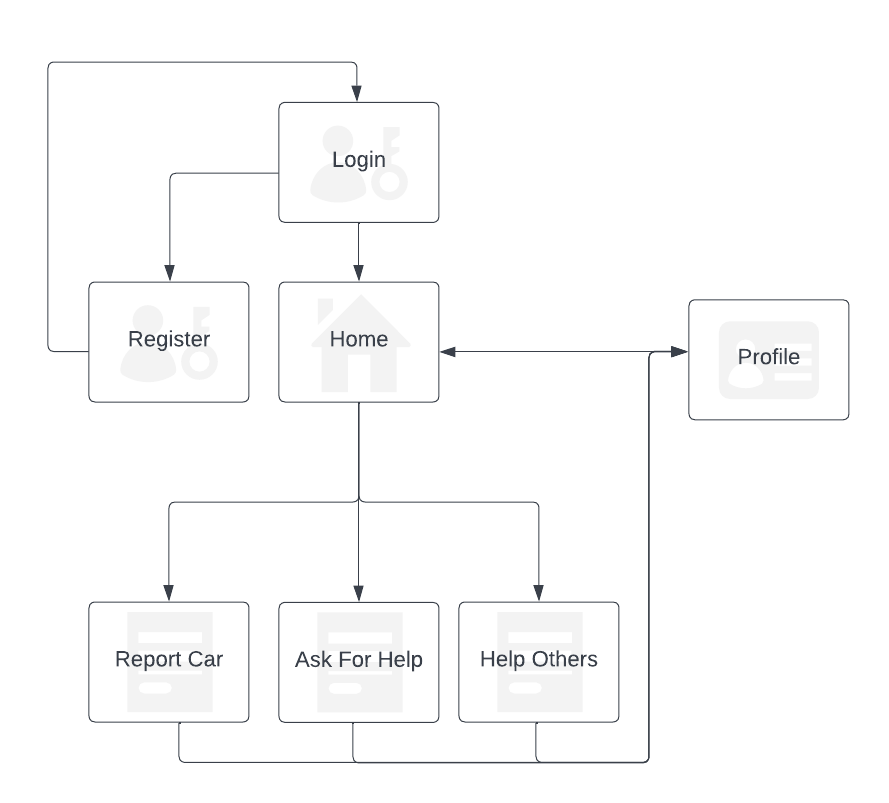 Login
Register
Home
Profile
Report Car
Ask For Help
Help Others